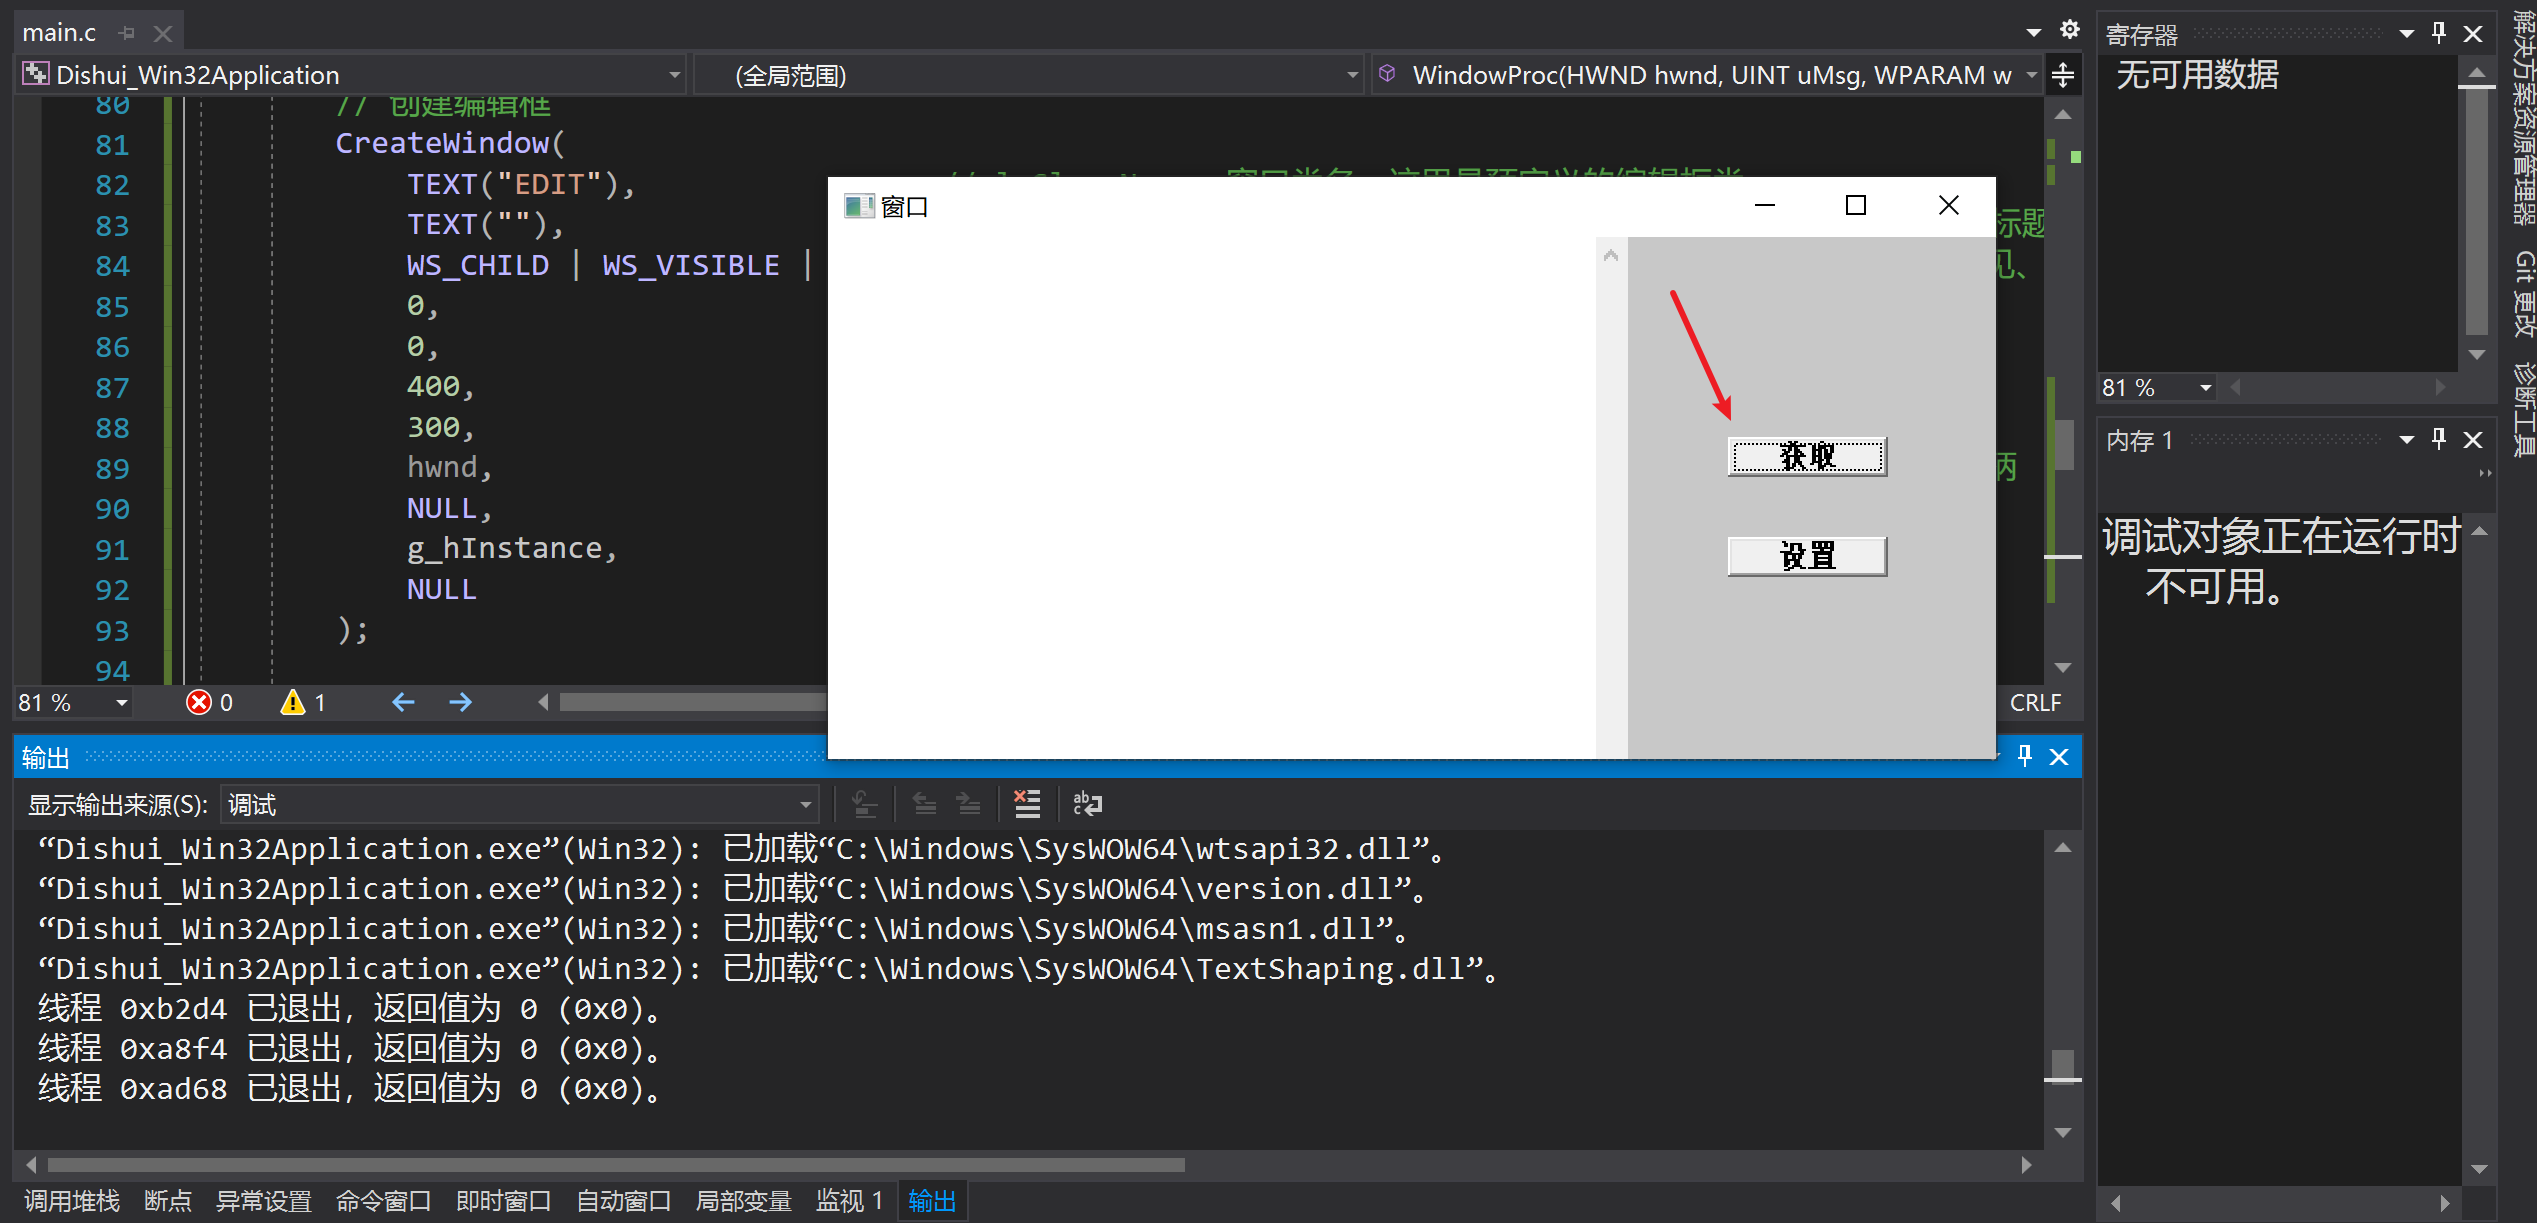 main.c
Dishui_Win32Application
(全局范围)
WindowProc(HWND hwnd, UINT uMsg, WPARAM w
80 // 创建编辑框
81 CreateWindow(
82 TEXT("EDIT"),
83 TEXT(""),
标题
84 WS_CHILD | WS_VISIBLE |
见、
85 0,
86 0,
87 400,
88 300,
89 hwnd,
柄
90 NULL,
91 g_hInstance,
92 NULL
93 );
94
81 %
0
1
CRLF
窗口
获取
设置
输出
显示输出来源(S):
调试
“Dishui_Win32Application.exe”(Win32): 已加载“C:\Windows\SysWOW64\wtsapi32.dll”。
“Dishui_Win32Application.exe”(Win32): 已加载“C:\Windows\SysWOW64\version.dll”。
“Dishui_Win32Application.exe”(Win32): 已加载“C:\Windows\SysWOW64\msasn1.dll”。
“Dishui_Win32Application.exe”(Win32): 已加载“C:\Windows\SysWOW64\TextShaping.dll”。
线程 0xb2d4 已退出，返回值为 0 (0x0)。
线程 0xa8f4 已退出，返回值为 0 (0x0)。
线程 0xad68 已退出，返回值为 0 (0x0)。
调用堆栈
断点
异常设置
命令窗口
即时窗口
自动窗口
局部变量
监视 1
输出
寄存器
无可用数据
81 %
内存 1
调试对象正在运行时
不可用。
解决方案资源管理器
Git 更改
诊断工具